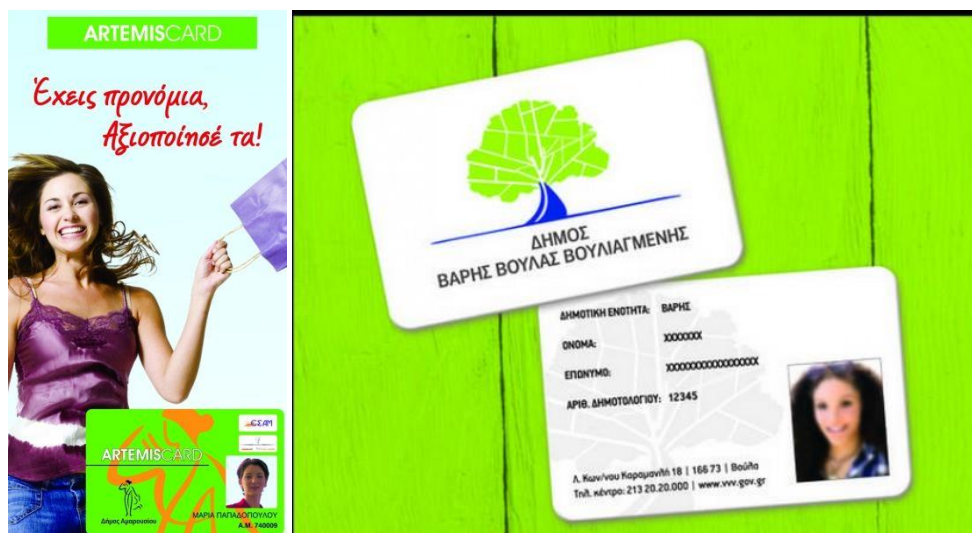 ARTEMISCARD
Έχεις προνόμια,
Αξιοποίησέ τα!
ΕΣΑΜ
ARTEMISCARD
Δήμος Αμαρουσίου
ΜΑΡΙΑ ΠΑΠΑΔΟΠΟΥΛΟΥ
Α.Μ. 740009
ΔΗΜΟΣ
ΒΑΡΗΣ ΒΟΥΛΑΣ ΒΟΥΛΙΑΓΜΕΝΗΣ
ΔΗΜΟΤΙΚΗ ΕΝΟΤΗΤΑ: ΒΑΡΗΣ
ΟΝΟΜΑ: XXXXXXX
ΕΠΩΝΥΜΟ: XXXXXXXXXXXXXXXXX
ΑΡΙΘ. ΔΗΜΟΤΟΛΟΓΙΟΥ: 12345
Λ. Κων/νου Καραμανλή 18 | 166 73 | Βούλα
Τηλ. κέντρο: 213 20.20.000 | www.vvv.gov.gr